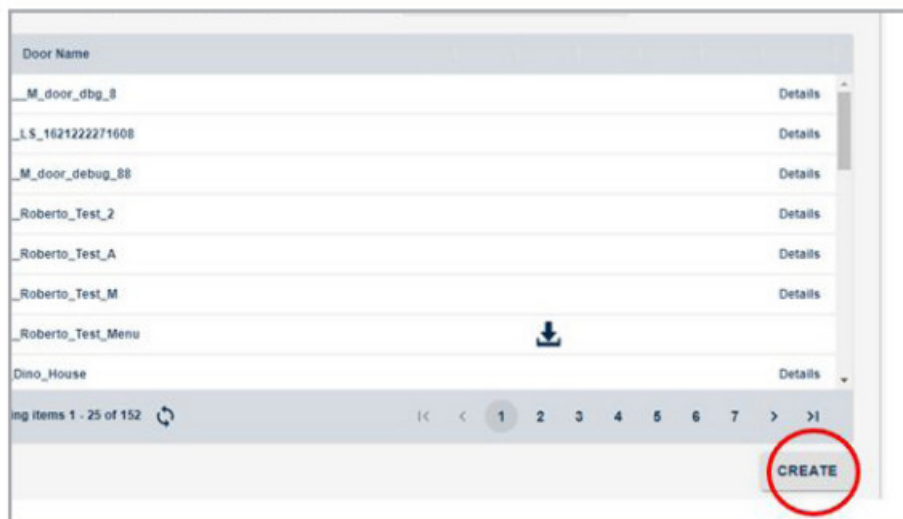 Door Name
__M_door_dbg_8 Details
_LS_1621222271608 Details
_M_door_debug_88 Details
_Roberto_Test_2 Details
_Roberto_Test_A Details
_Roberto_Test_M Details
_Roberto_Test_Menu
Dino_House Details
ing items 1 - 25 of 152 1 2 3 4 5 6 7
CREATE